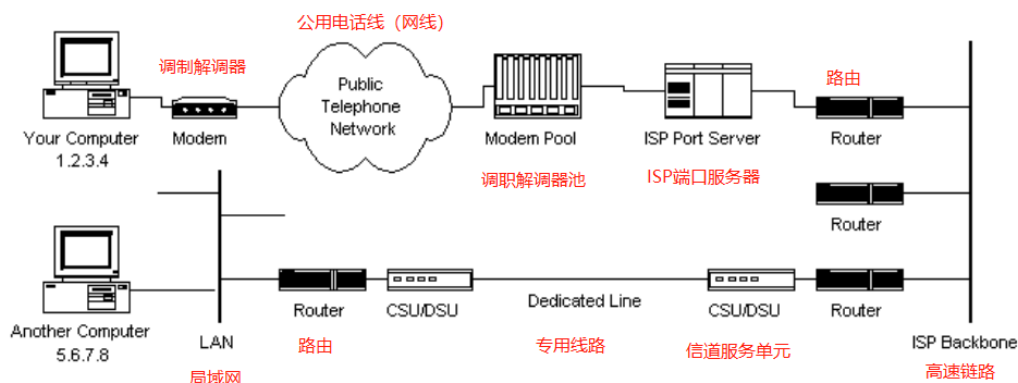 公用电话线（网线）
调制解调器
Public
Telephone
Network
路由
Your Computer
1.2.3.4
Modem
Modem Pool
ISP Port Server
Router
调职解调器池
ISP端口服务器
Router
Another Computer
5.6.7.8
LAN
局域网
Router
路由
CSU/DSU
Dedicated Line
专用线路
CSU/DSU
信道服务单元
Router
ISP Backbone
高速链路